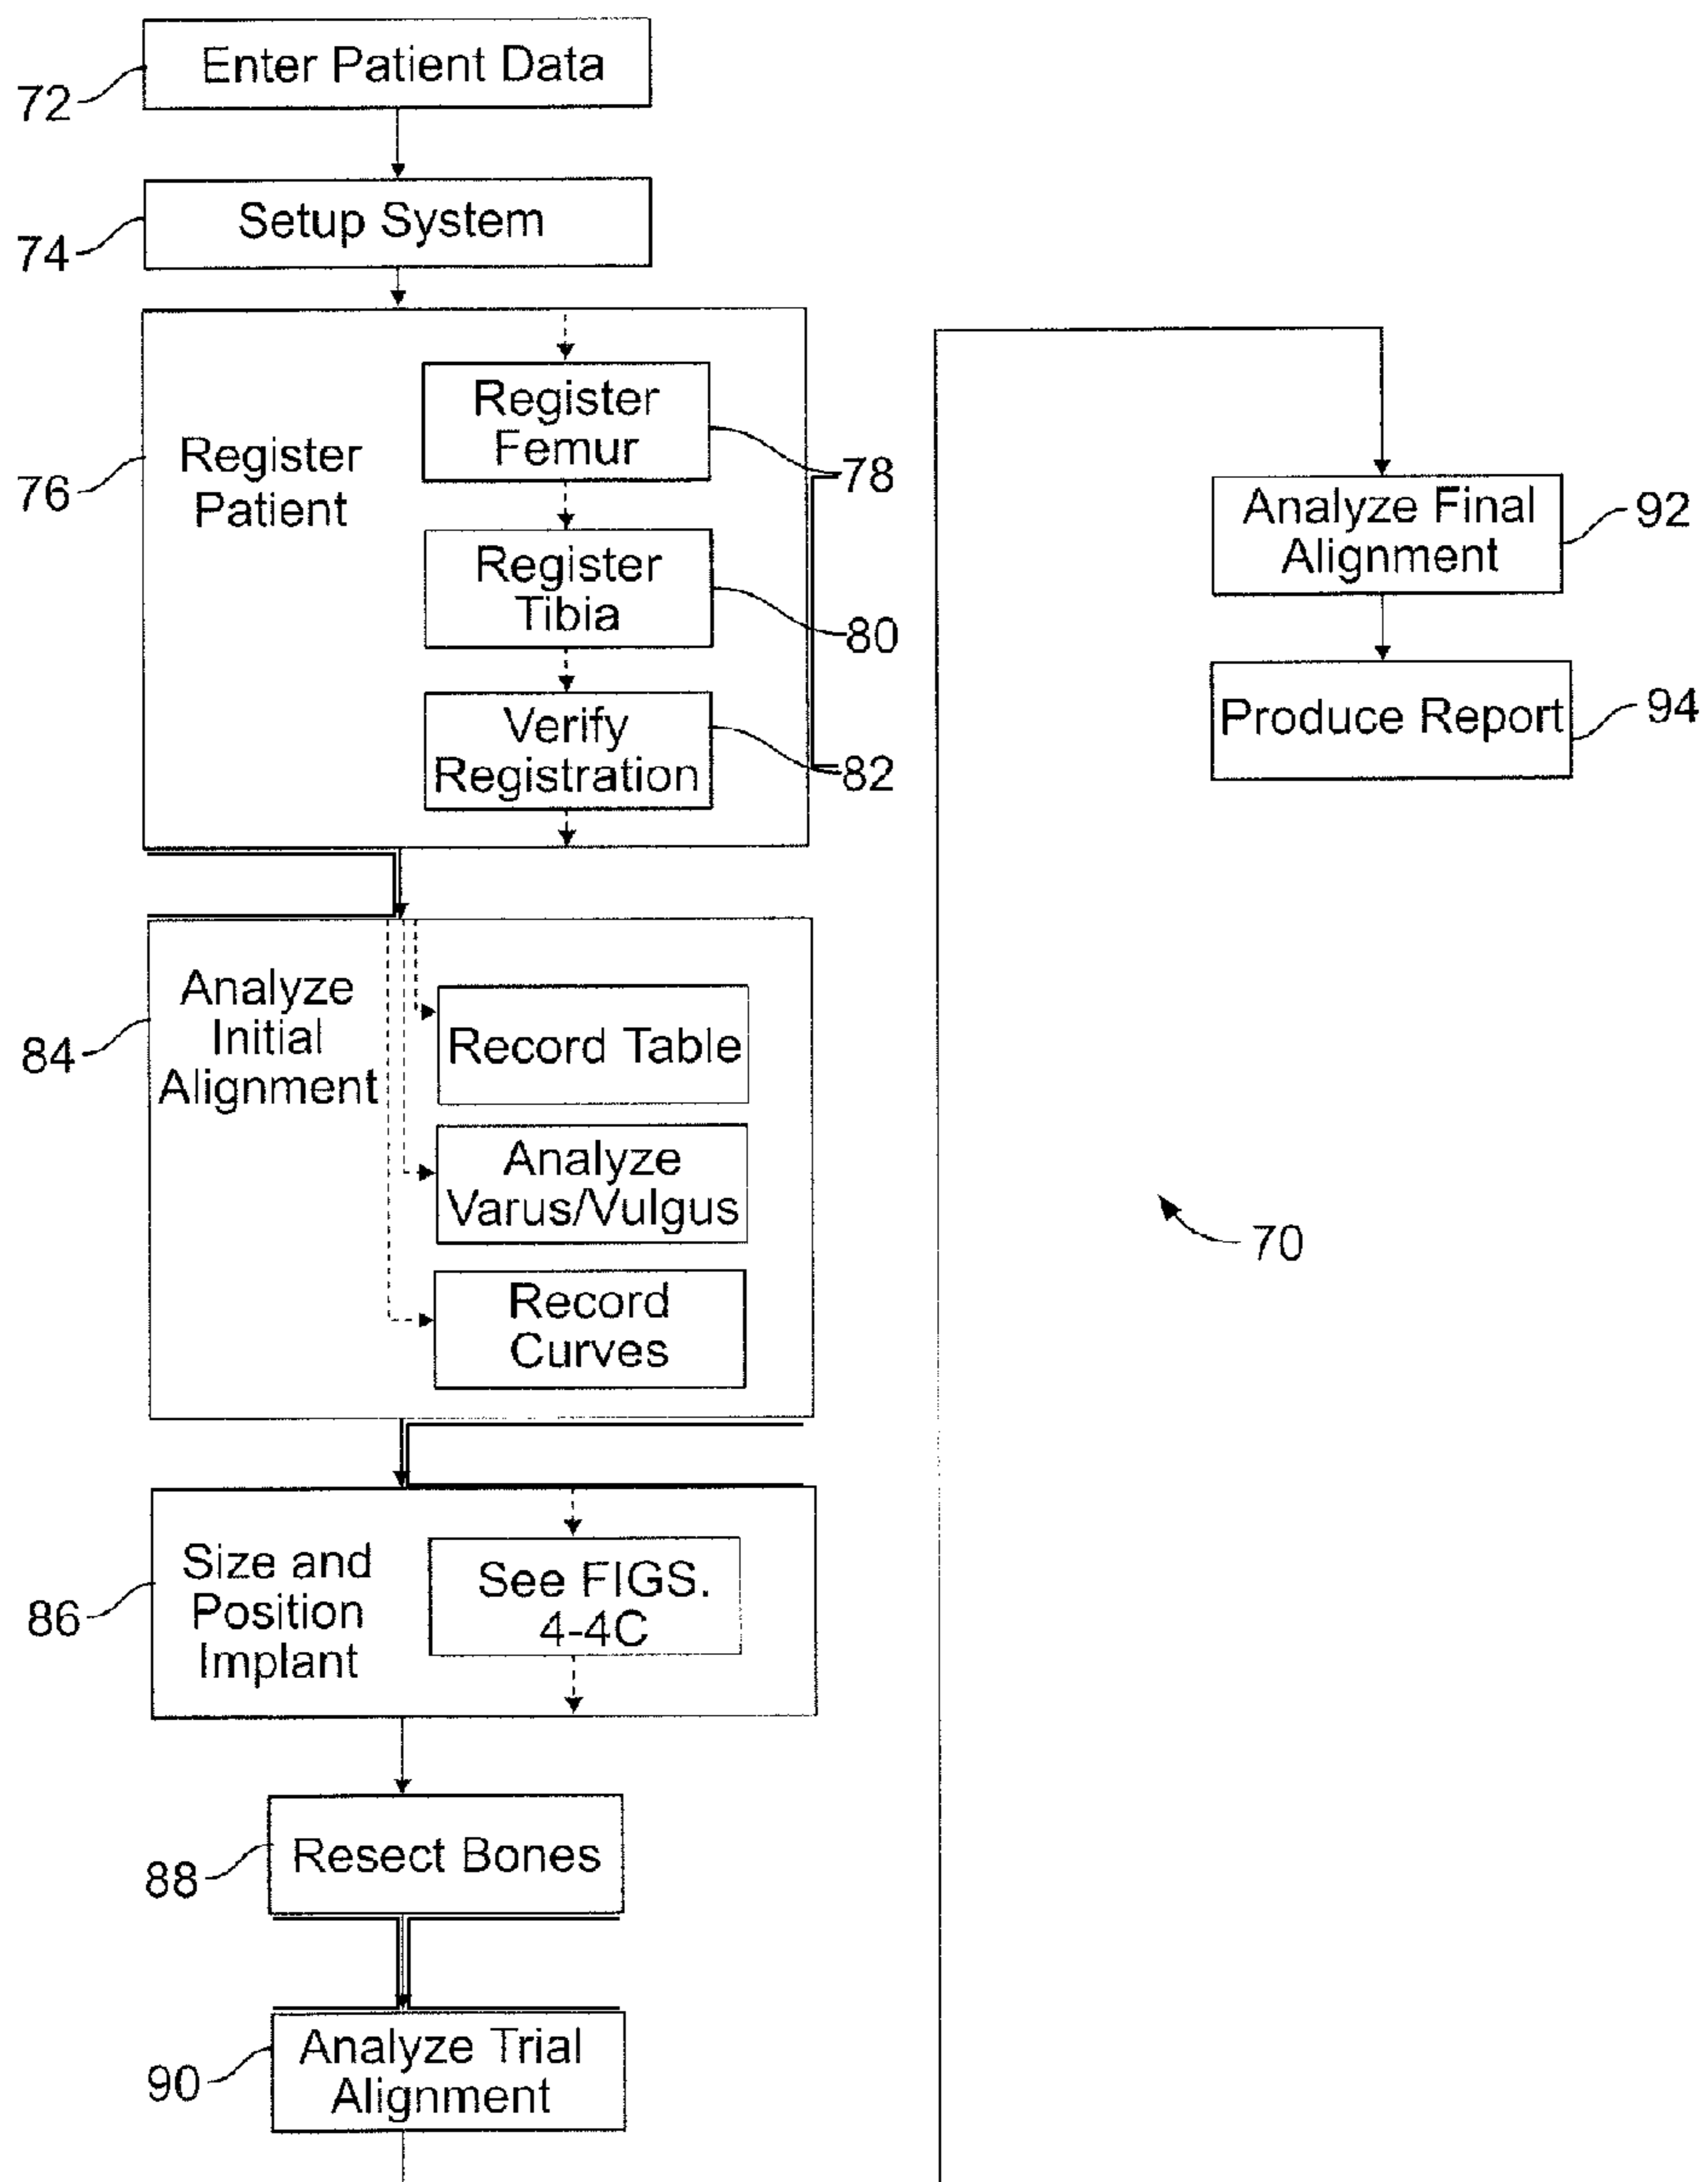 Enter Patient Data
72
Setup System
74
Register
Patient
76
Register
Femur
78
Register
Tibia
80
Verify
Registration
82
Analyze
Initial
Alignment
84
Record Table
Analyze
Varus/Vulgus
Record
Curves
Size and
Position
Implant
86
See FIGS.
4-4C
Resect Bones
88
Analyze Trial
Alignment
90
Analyze Final
Alignment
92
Produce Report
94
70